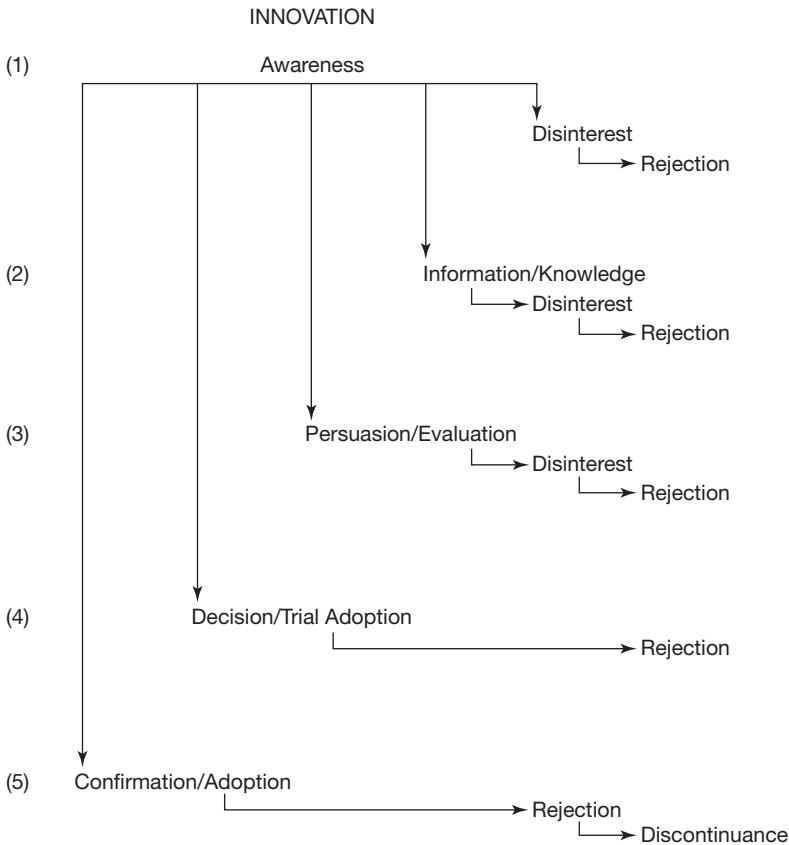 INNOVATION
(1) Awareness
Disinterest
Rejection
(2) Information/Knowledge
Disinterest
Rejection
(3) Persuasion/Evaluation
Disinterest
Rejection
(4) Decision/Trial Adoption
Rejection
(5) Confirmation/Adoption
Rejection
Discontinuance